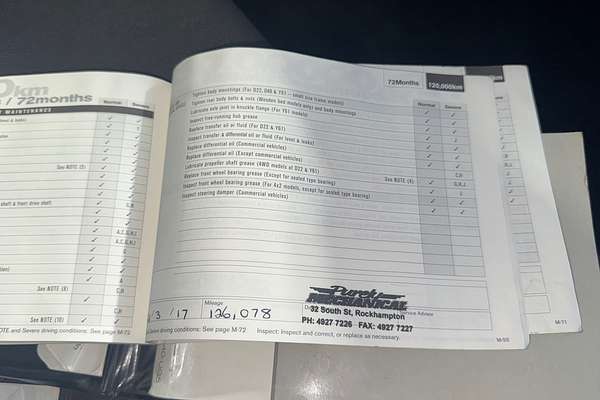 0km
/ 72months
Normal Severe
See NOTE (5)
shaft & front drive shaft.
G,H
A,C,G,H,I
A,C,G,H,I
C
A
See NOTE (8)
C,H
C,H
See NOTE (10)
72Months 120,000km
Normal Severe
Tighten body mountings (For D22, D40 & Y61
Tighten rear body bolts & nuts (Wooden bed models only) and body mountings
Lubricate axle joint in knuckle flange (For Y61 models)
Inspect free-running hub grease
Replace transfer oil or fluid (For D22 & Y61)
Inspect transfer & differential oil or fluid (For level & leaks)
Replace differential oil (Commercial vehicles)
Replace differential oil (Except commercial vehicles)
Lubricate propeller shaft grease (4WD models of D22 & Y61)
Replace front wheel bearing grease (Except for sealed type bearing) See NOTE (4)
Inspect front wheel bearing grease (For 4x2 models, except for sealed type bearing)
Inspect steering damper (Commercial vehicles)
Mileage
/3 /17 126,078
MECHANICAL
Service Advisor
32 South St, Rockhampton
PH: 4927 7226 FAX: 4927 7227
NOTE and Severe driving conditions: See page M-72
Severe driving conditions: See page M-72 Inspect: Inspect and correct, or replace as necessary.
M-71